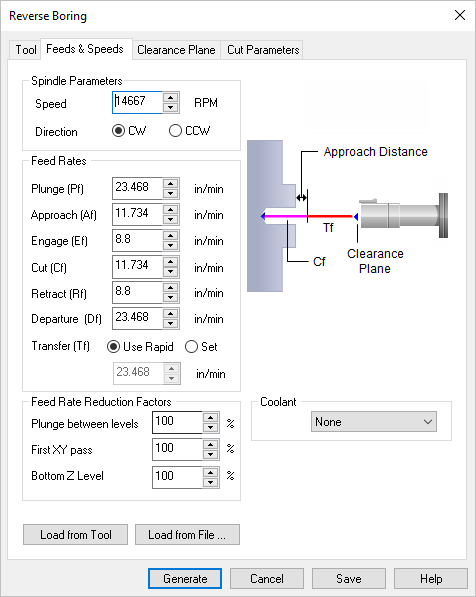 Reverse Boring
Tool Feeds & Speeds Clearance Plane Cut Parameters
Spindle Parameters
Speed 14667 RPM
Direction CW CCW
Feed Rates
Plunge (Pf) 23.468 in/min
Approach (Af) 11.734 in/min
Engage (Ef) 8.8 in/min
Cut (Cf) 11.734 in/min
Retract (Rf) 8.8 in/min
Departure (Df) 23.468 in/min
Transfer (Tf) Use Rapid Set
23.468 in/min
Approach Distance
Tf
Cf
Clearance
Plane
Feed Rate Reduction Factors
Plunge between levels 100 %
First XY pass 100 %
Bottom Z Level 100 %
Coolant
None
Load from Tool Load from File ...
Generate Cancel Save Help